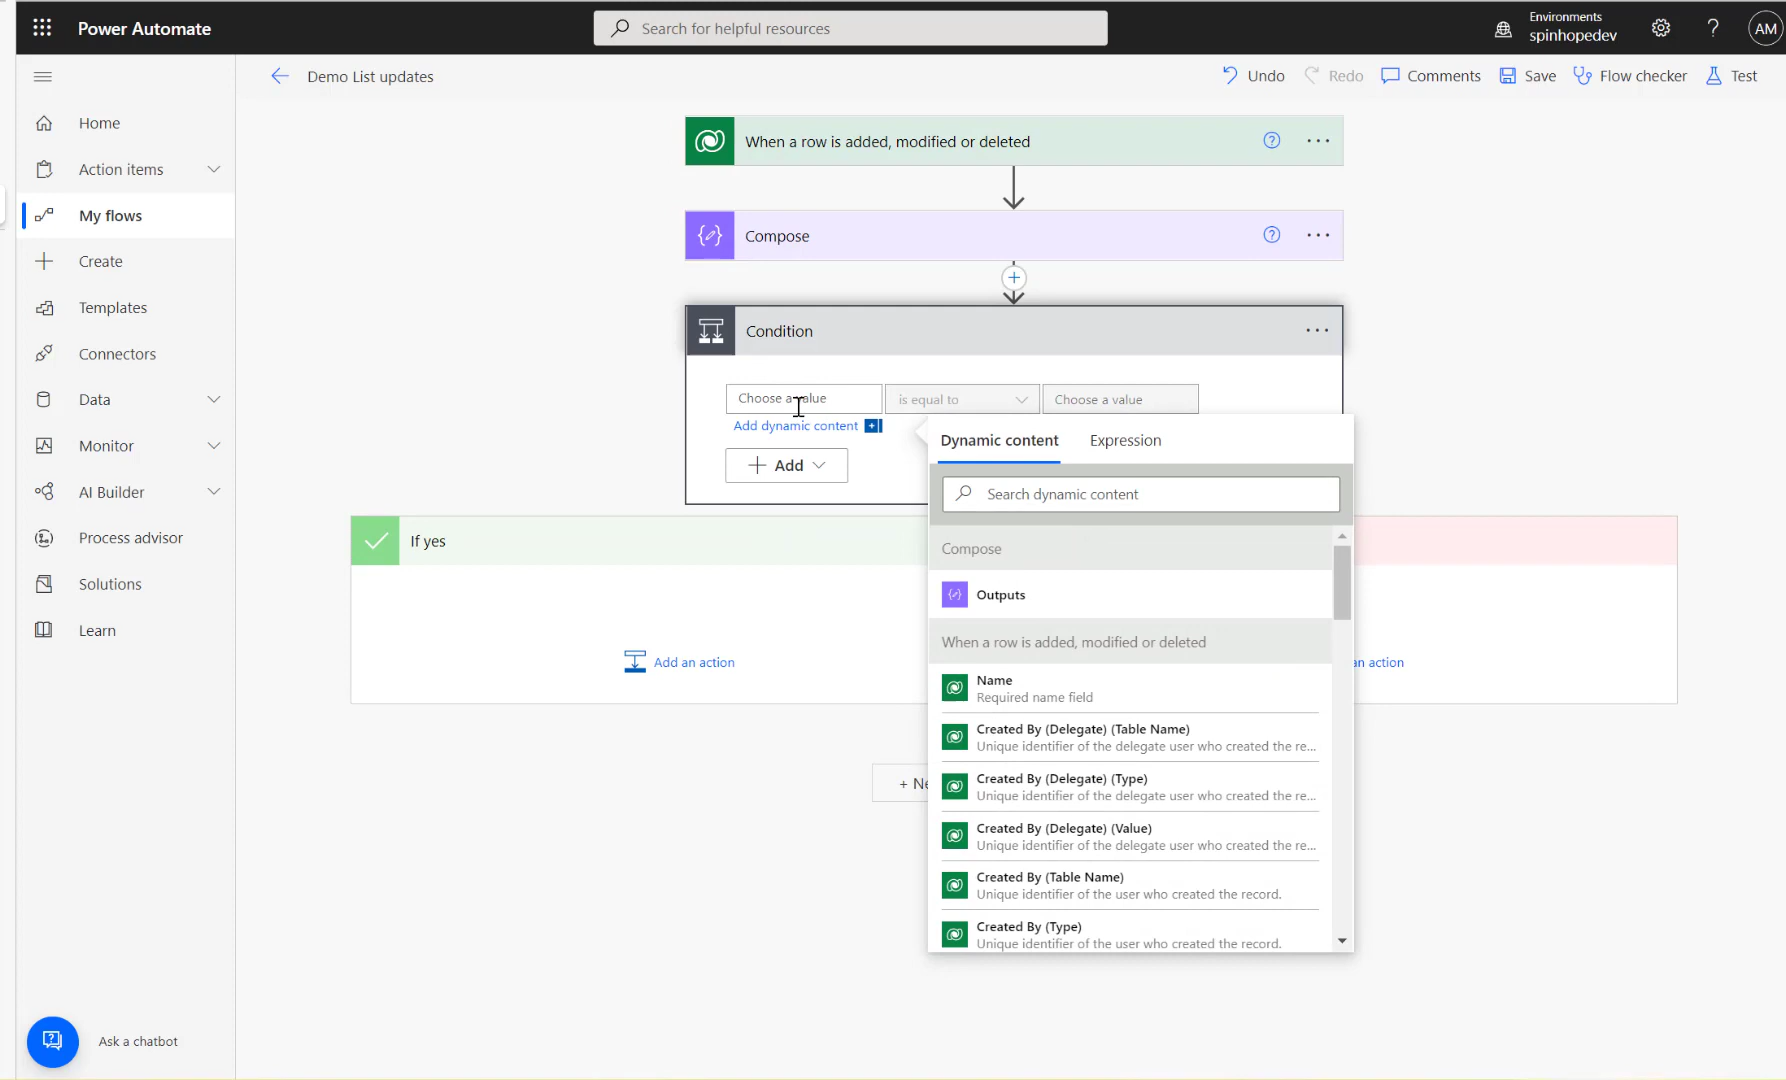 Power Automate
Search for helpful resources
Environments
spinhopedev
?
AM
Demo List updates
Undo
Redo
Comments
Save
Flow checker
Test
Home
Action items
My flows
Create
Templates
Connectors
Data
Monitor
AI Builder
Process advisor
Solutions
Learn
Ask a chatbot
When a row is added, modified or deleted
?
Compose
?
Condition
Choose a value
is equal to
Choose a value
Add dynamic content
Add
If yes
Add an action
an action
+ Ne
Dynamic content
Expression
Search dynamic content
Compose
Outputs
When a row is added, modified or deleted
Name
Required name field
Created By (Delegate) (Table Name)
Unique identifier of the delegate user who created the re...
Created By (Delegate) (Type)
Unique identifier of the delegate user who created the re...
Created By (Delegate) (Value)
Unique identifier of the delegate user who created the re...
Created By (Table Name)
Unique identifier of the user who created the record.
Created By (Type)
Unique identifier of the user who created the record.